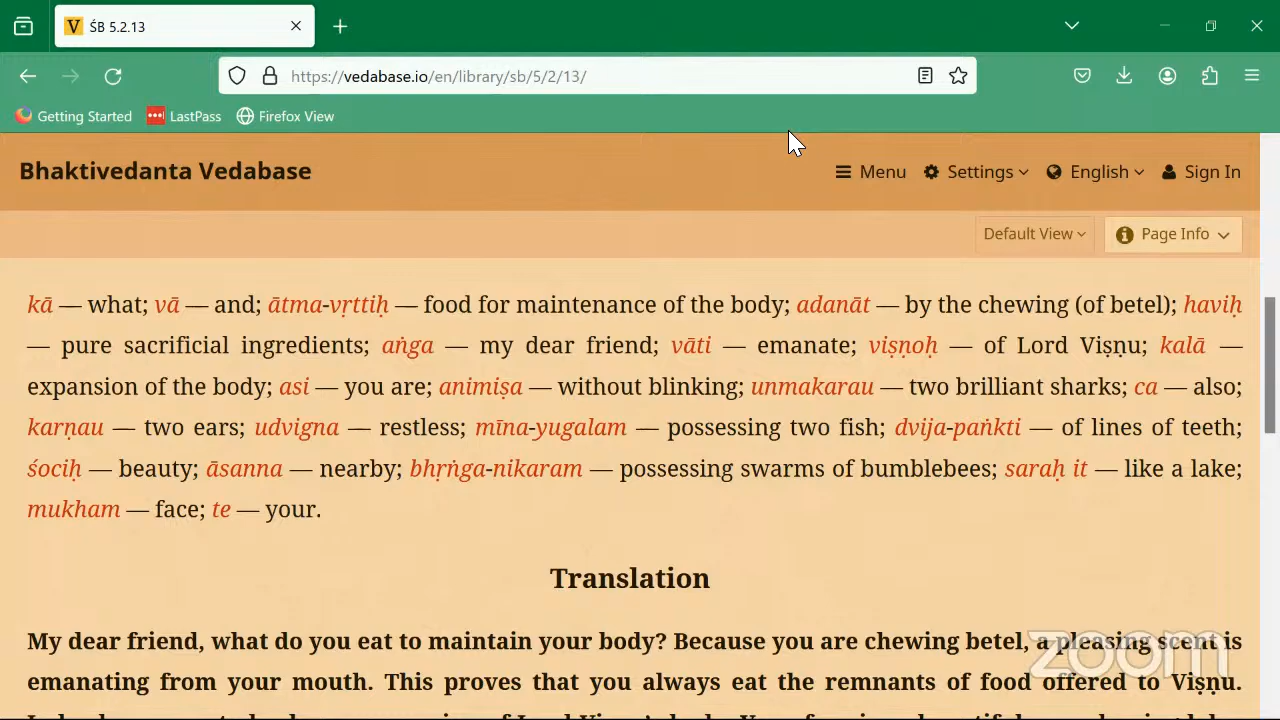 ŚB 5.2.13
https://vedabase.io/en/library/sb/5/2/13/
Getting Started LastPass Firefox View
Bhaktivedanta Vedabase Menu Settings English Sign In
Default View Page Info
kā — what; vā — and; ātma-vṛttiḥ — food for maintenance of the body; adanāt — by the chewing (of betel); haviḥ
— pure sacrificial ingredients; aṅga — my dear friend; vāti — emanate; viṣṇoḥ — of Lord Viṣṇu; kalā —
expansion of the body; asi — you are; animiṣa — without blinking; unmakarau — two brilliant sharks; ca — also;
karṇau — two ears; udvigna — restless; mīna-yugalam — possessing two fish; dvija-paṅkti — of lines of teeth;
śociḥ — beauty; āsanna — nearby; bhṛṅga-nikaram — possessing swarms of bumblebees; saraḥ it — like a lake;
mukham — face; te — your.
Translation
My dear friend, what do you eat to maintain your body? Because you are chewing betel, a pleasing scent is
emanating from your mouth. This proves that you always eat the remnants of food offered to Viṣṇu.
zoom